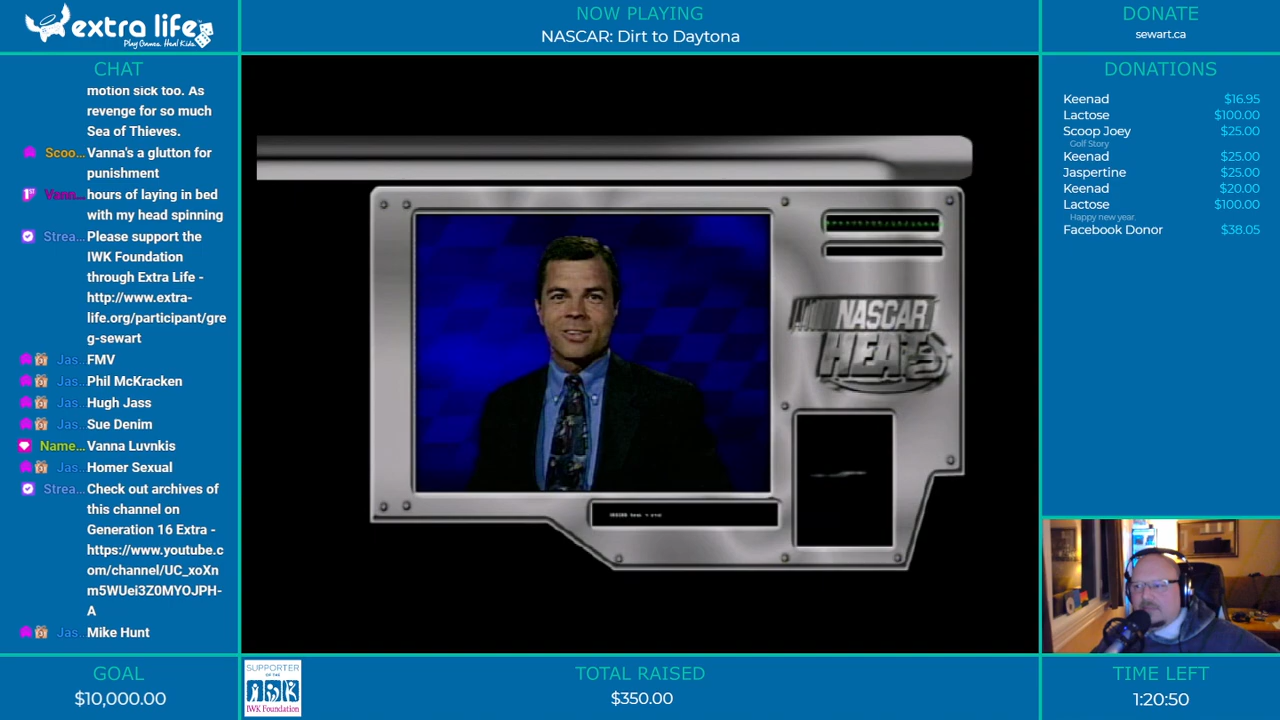 extra life
Play Games. Heal Kids.
NOW PLAYING
NASCAR: Dirt to Daytona
DONATE
sewart.ca
CHAT
motion sick too. As
revenge for so much
Sea of Thieves.
Scoo... Vanna's a glutton for
punishment
Vann... hours of laying in bed
with my head spinning
Strea... Please support the
IWK Foundation
through Extra Life -
http://www.extra-
life.org/participant/gre
g-sewart
Jas... FMV
Jas... Phil McKracken
Jas... Hugh Jass
Jas... Sue Denim
Name... Vanna Luvnkis
Jas... Homer Sexual
Strea... Check out archives of
this channel on
Generation 16 Extra -
https://www.youtube.c
om/channel/UC_xoXn
m5WUei3Z0MYOJPH-
A
Jas... Mike Hunt
NASCAR
HEAT
DONATIONS
Keenad $16.95
Lactose $100.00
Scoop Joey $25.00
Golf Story
Keenad $25.00
Jaspertine $25.00
Keenad $20.00
Lactose $100.00
Happy new year,
Facebook Donor $38.05
GOAL
$10,000.00
SUPPORTER
OF THE
IWK
IWK Foundation
TOTAL RAISED
$350.00
TIME LEFT
1:20:50